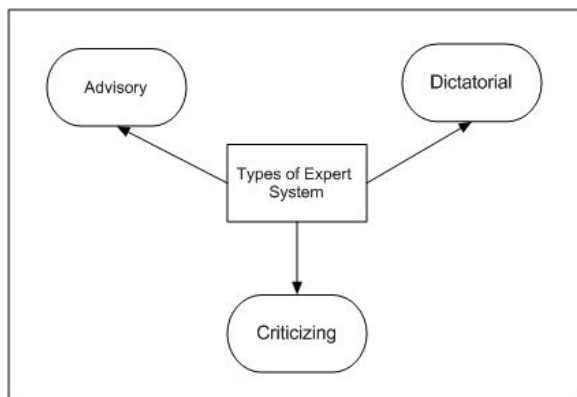 Advisory
Dictatorial
Types of Expert
System
Criticizing